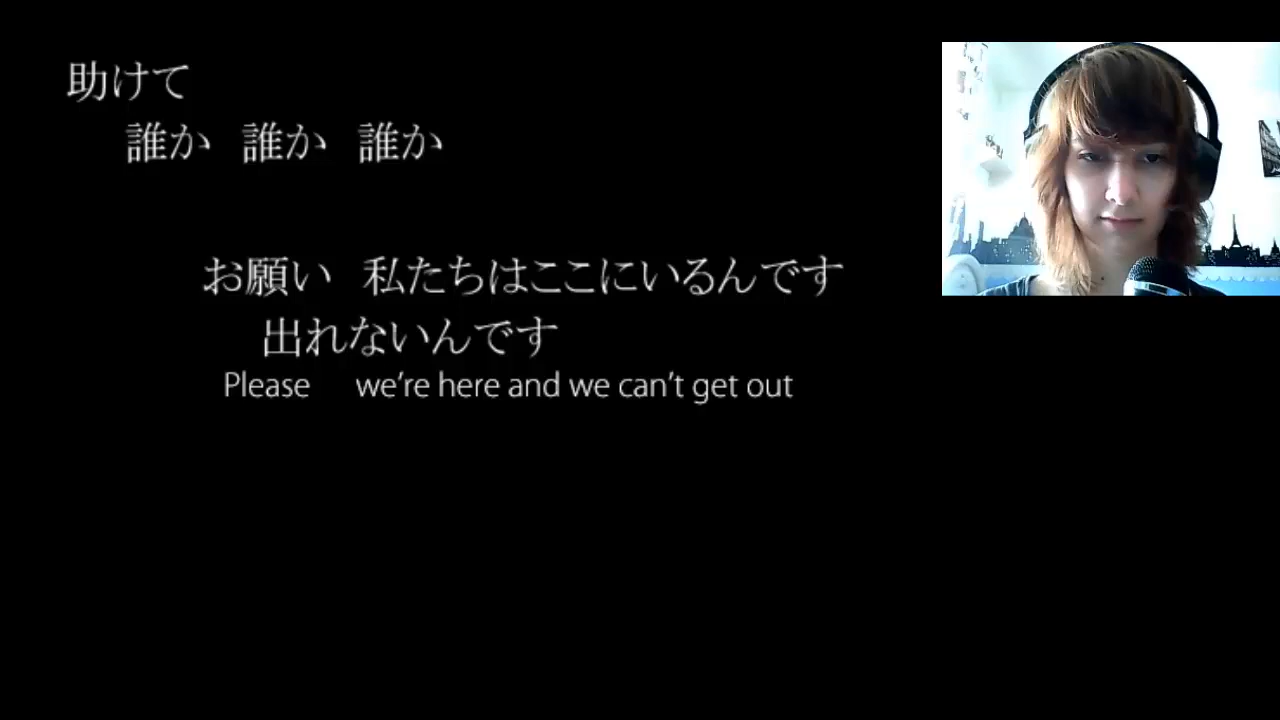 助けて
誰か　誰か　誰か
お願い　私たちはここにいるんです
出れないんです
Please we're here and we can't get out